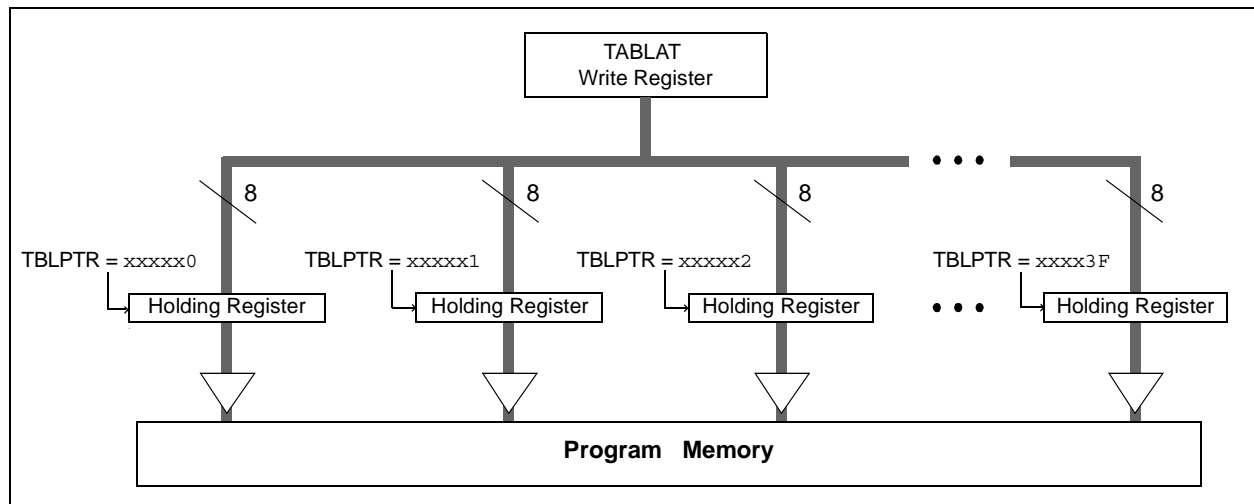 TABLAT
Write Register
8
8
8
8
TBLPTR = xxxxx0
TBLPTR = xxxxx1
TBLPTR = xxxxx2
TBLPTR = xxxx3F
Holding Register
Holding Register
Holding Register
Holding Register
Program Memory